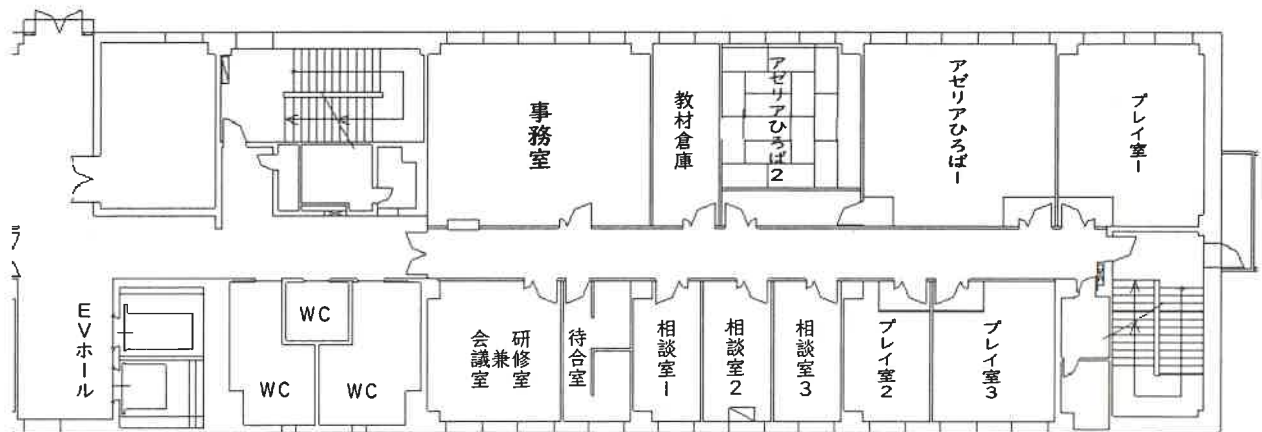 事務室
教材倉庫
アゼリアひろば2
アゼリアひろば1
プレイ室1
EVホール
WC
WC
WC
研修室
兼
会議室
待合室
相談室1
相談室2
相談室3
プレイ室2
プレイ室3